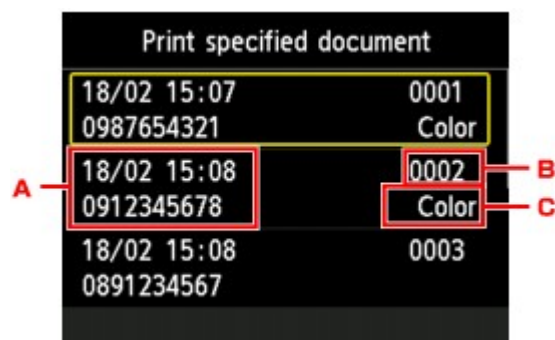 Print specified document
18/02 15:07 0001
0987654321 Color
18/02 15:08 0002
0912345678 Color
18/02 15:08 0003
0891234567
A
B
C